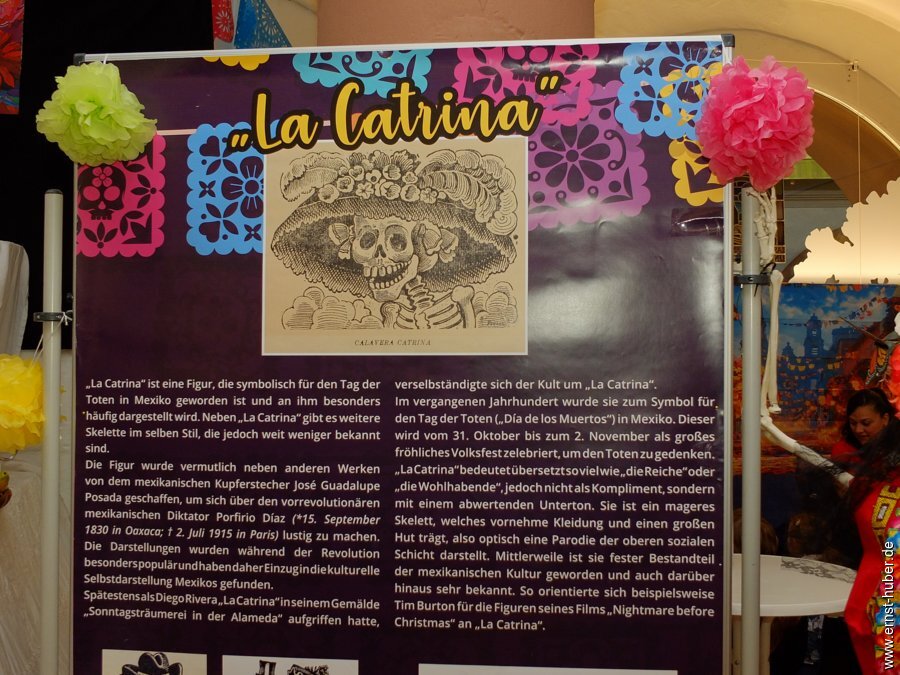 „La Catrina“
CALAVERA CATRINA
„La Catrina“ ist eine Figur, die symbolisch für den Tag der
Toten in Mexiko geworden ist und an ihm besonders
häufig dargestellt wird. Neben „La Catrina“ gibt es weitere
Skelette im selben Stil, die jedoch weit weniger bekannt
sind.
Die Figur wurde vermutlich neben anderen Werken
von dem mexikanischen Kupferstecher José Guadalupe
Posada geschaffen, um sich über den vorrevolutionären
mexikanischen Diktator Porfirio Díaz (*15. September
1830 in Oaxaca; † 2. Juli 1915 in Paris) lustig zu machen.
Die Darstellungen wurden während der Revolution
besonders populär und haben daher Einzug in die kulturelle
Selbstdarstellung Mexikos gefunden.
Spätestens als Diego Rivera „La Catrina“ in seinem Gemälde
„Sonntagsträumerei in der Alameda“ aufgriffen hatte,
verselbständigte sich der Kult um „La Catrina“.
Im vergangenen Jahrhundert wurde sie zum Symbol für
den Tag der Toten („Día de los Muertos“) in Mexiko. Dieser
wird vom 31. Oktober bis zum 2. November als großes
fröhliches Volksfest zelebriert, um den Toten zu gedenken.
„La Catrina“ bedeutet übersetzt so viel wie „die Reiche“ oder
„die Wohlhabende“, jedoch nicht als Kompliment, sondern
mit einem abwertenden Unterton. Sie ist ein mageres
Skelett, welches vornehme Kleidung und einen großen
Hut trägt, also optisch eine Parodie der oberen sozialen
Schicht darstellt. Mittlerweile ist sie fester Bestandteil
der mexikanischen Kultur geworden und auch darüber
hinaus sehr bekannt. So orientierte sich beispielsweise
Tim Burton für die Figuren seines Films „Nightmare before
Christmas“ an „La Catrina“.
www.ernst-huber.de